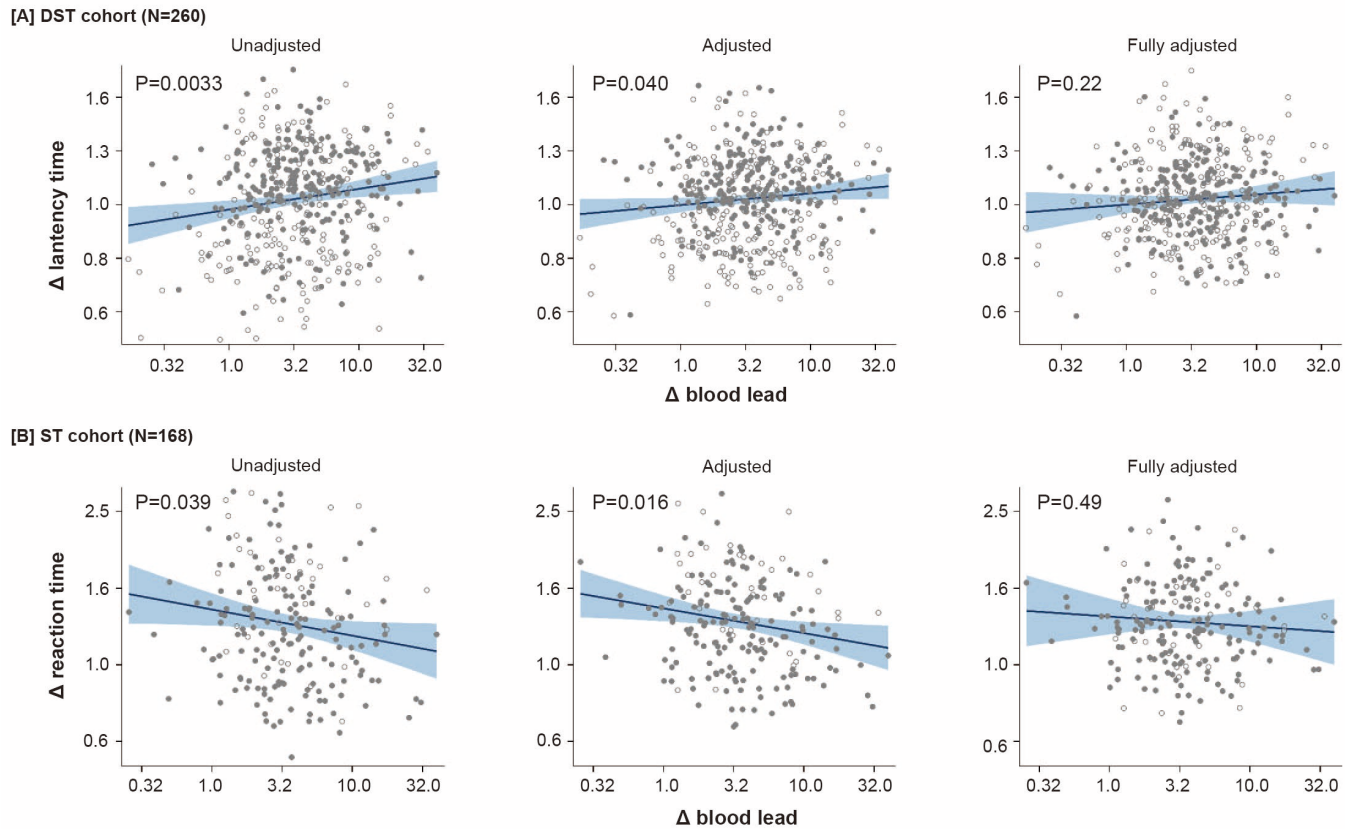 [A] DST cohort (N=260)
Unadjusted
Adjusted
Fully adjusted
P=0.0033
P=0.040
P=0.22
Δ lantency time
1.6
1.3
1.0
0.8
0.6
1.6
1.3
1.0
0.8
0.6
1.6
1.3
1.0
0.8
0.6
0.32 1.0 3.2 10.0 32.0
0.32 1.0 3.2 10.0 32.0
0.32 1.0 3.2 10.0 32.0
Δ blood lead
[B] ST cohort (N=168)
Unadjusted
Adjusted
Fully adjusted
P=0.039
P=0.016
P=0.49
Δ reaction time
2.5
1.6
1.0
0.6
2.5
1.6
1.0
0.6
2.5
1.6
1.0
0.6
0.32 1.0 3.2 10.0 32.0
0.32 1.0 3.2 10.0 32.0
0.32 1.0 3.2 10.0 32.0
Δ blood lead